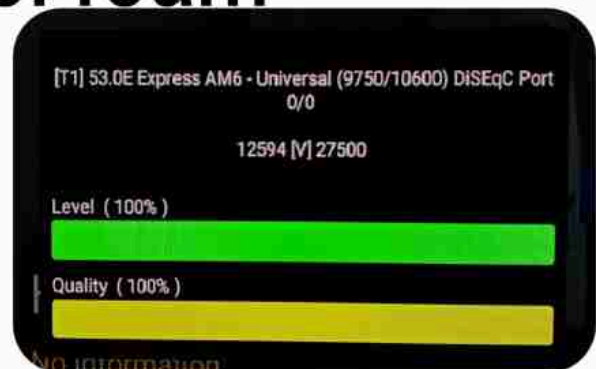 [T1] 53.0E Express AM6 - Universal (9750/10600) DiSEqC Port
0/0
12594 [V] 27500
Level ( 100% )
Quality ( 100% )
No information